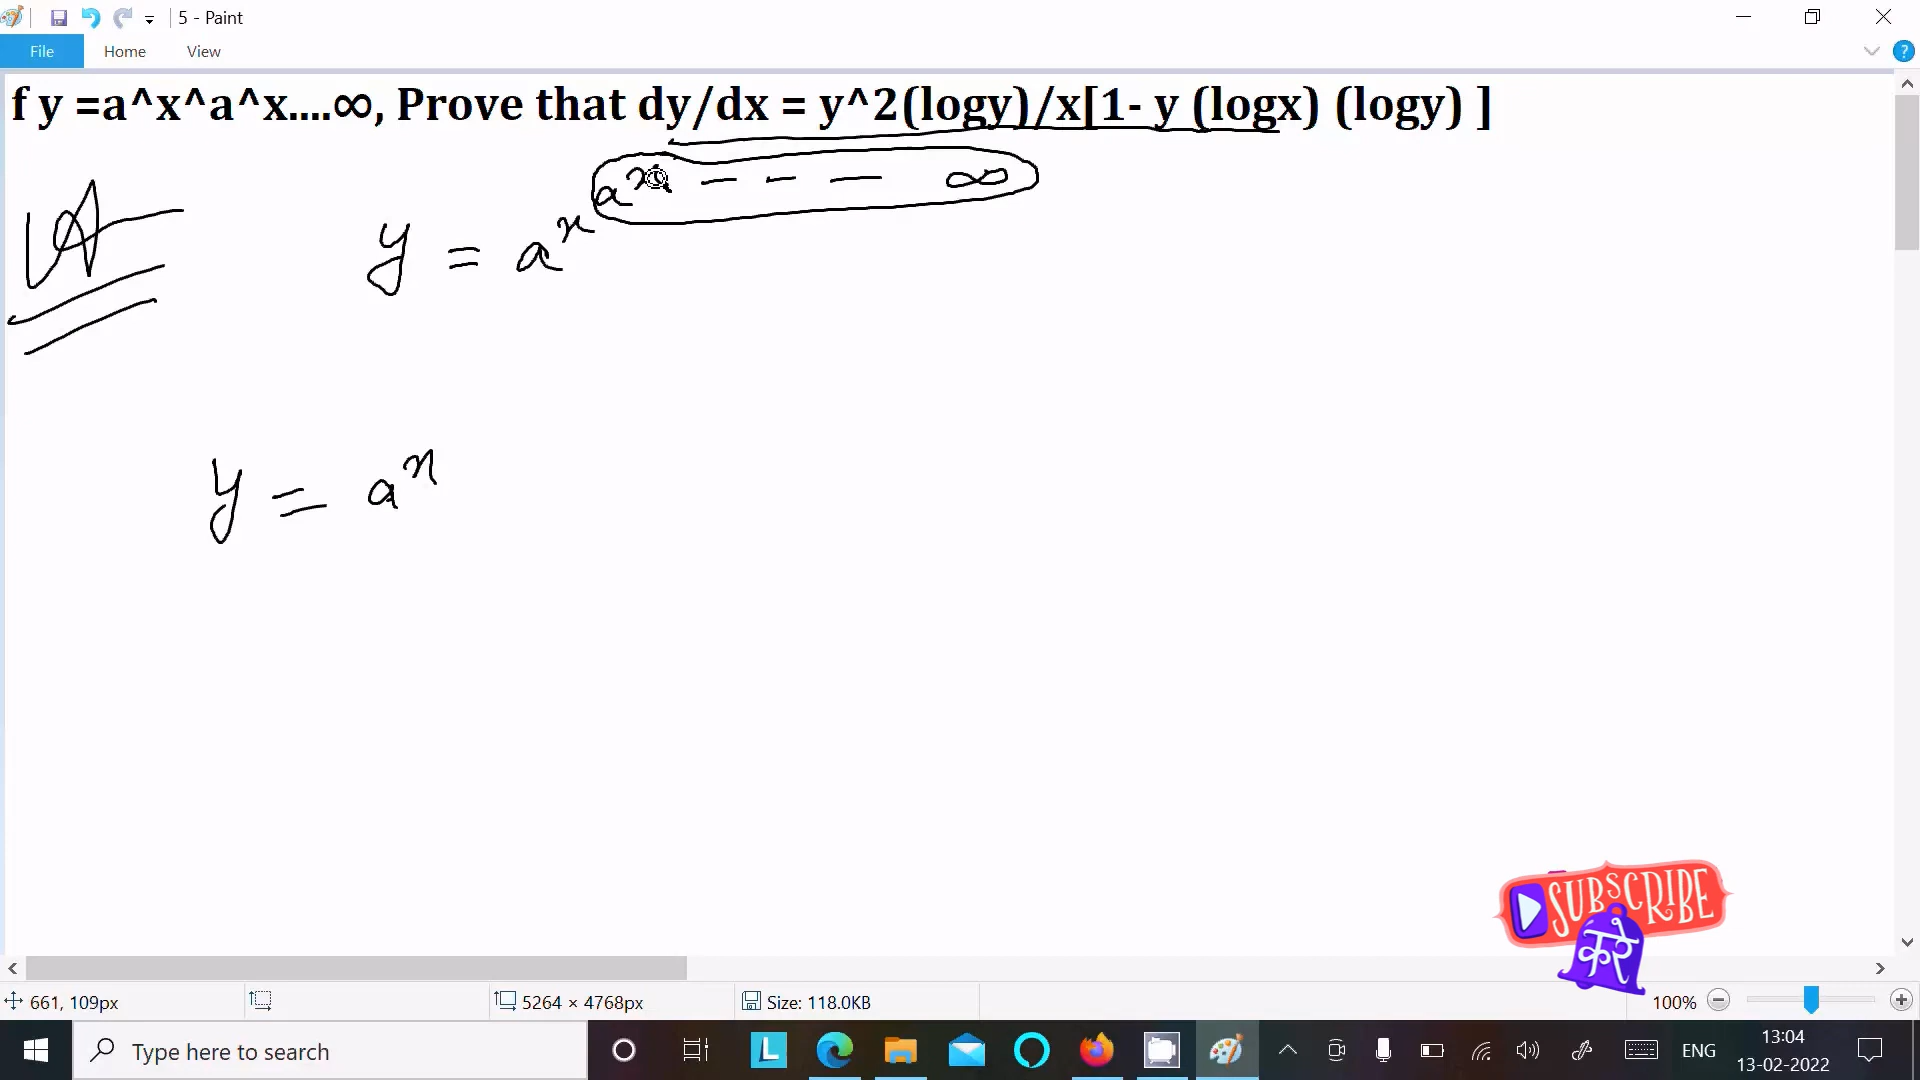 5 - Paint
File Home View
f y =a^x^a^x....∞, Prove that dy/dx = y^2(logy)/x[1- y (logx) (logy) ]
y = a^x^a^x^a - - - ∞
y = a^x
SUBSCRIBE
करे
661, 109px 5264 × 4768px Size: 118.0KB 100%
Type here to search
L
ENG
13:04
13-02-2022